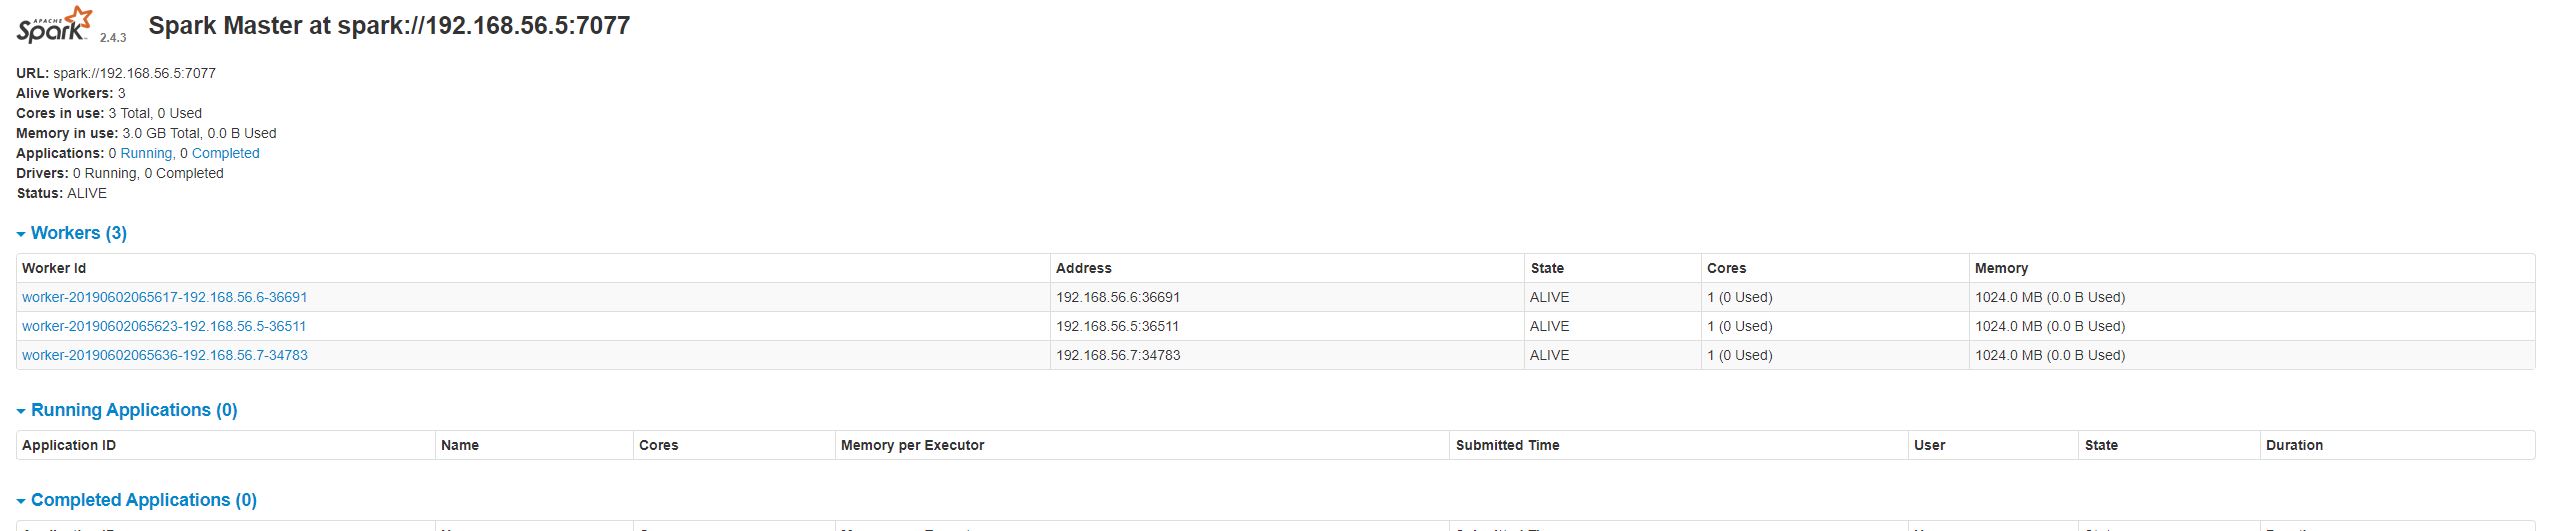 APACHE Spark 2.4.3 Spark Master at spark://192.168.56.5:7077
URL: spark://192.168.56.5:7077
Alive Workers: 3
Cores in use: 3 Total, 0 Used
Memory in use: 3.0 GB Total, 0.0 B Used
Applications: 0 Running, 0 Completed
Drivers: 0 Running, 0 Completed
Status: ALIVE
Workers (3)
Worker Id Address State Cores Memory
worker-20190602065617-192.168.56.6-36691 192.168.56.6:36691 ALIVE 1 (0 Used) 1024.0 MB (0.0 B Used)
worker-20190602065623-192.168.56.5-36511 192.168.56.5:36511 ALIVE 1 (0 Used) 1024.0 MB (0.0 B Used)
worker-20190602065636-192.168.56.7-34783 192.168.56.7:34783 ALIVE 1 (0 Used) 1024.0 MB (0.0 B Used)
Running Applications (0)
Application ID Name Cores Memory per Executor Submitted Time User State Duration
Completed Applications (0)